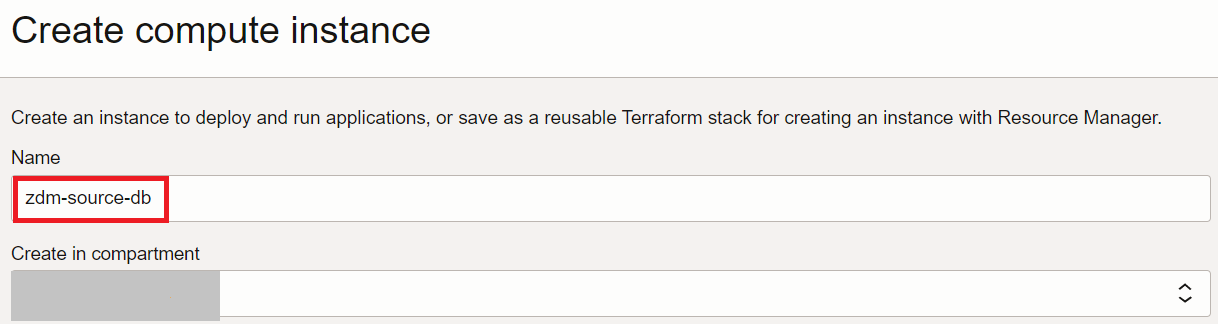 Create compute instance
Create an instance to deploy and run applications, or save as a reusable Terraform stack for creating an instance with Resource Manager.
Name
zdm-source-db
Create in compartment